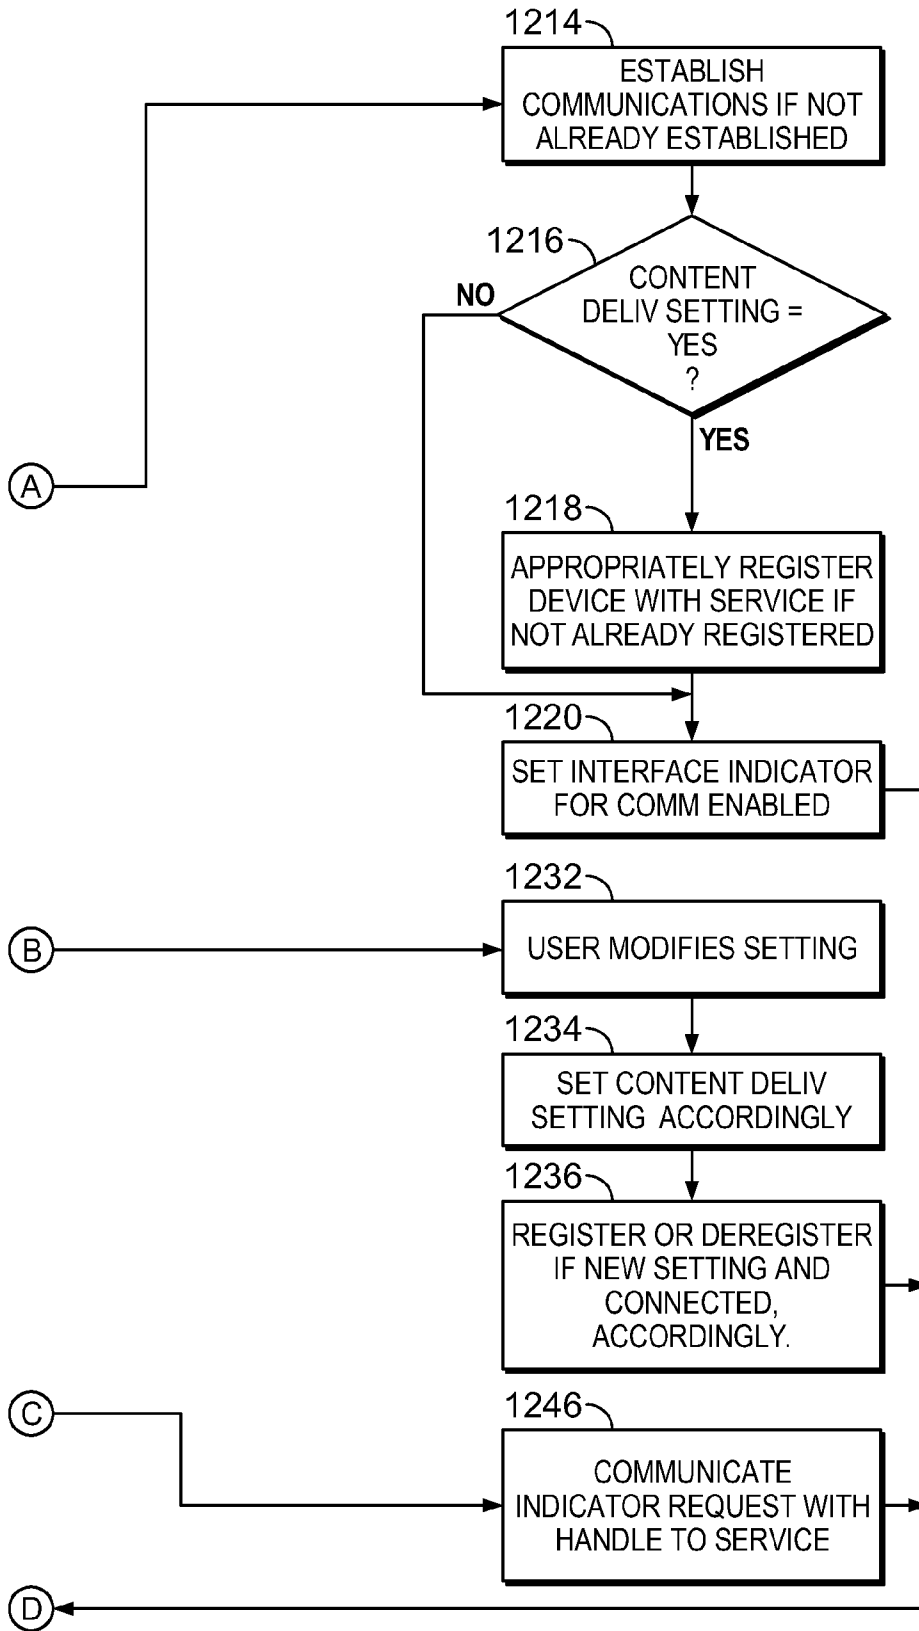 1214
ESTABLISH
COMMUNICATIONS IF NOT
ALREADY ESTABLISHED
1216
CONTENT
DELIV SETTING =
YES
?
NO
YES
A
1218
APPROPRIATELY REGISTER
DEVICE WITH SERVICE IF
NOT ALREADY REGISTERED
1220
SET INTERFACE INDICATOR
FOR COMM ENABLED
1232
B
USER MODIFIES SETTING
1234
SET CONTENT DELIV
SETTING ACCORDINGLY
1236
REGISTER OR DEREGISTER
IF NEW SETTING AND
CONNECTED,
ACCORDINGLY.
C
1246
COMMUNICATE
INDICATOR REQUEST WITH
HANDLE TO SERVICE
D